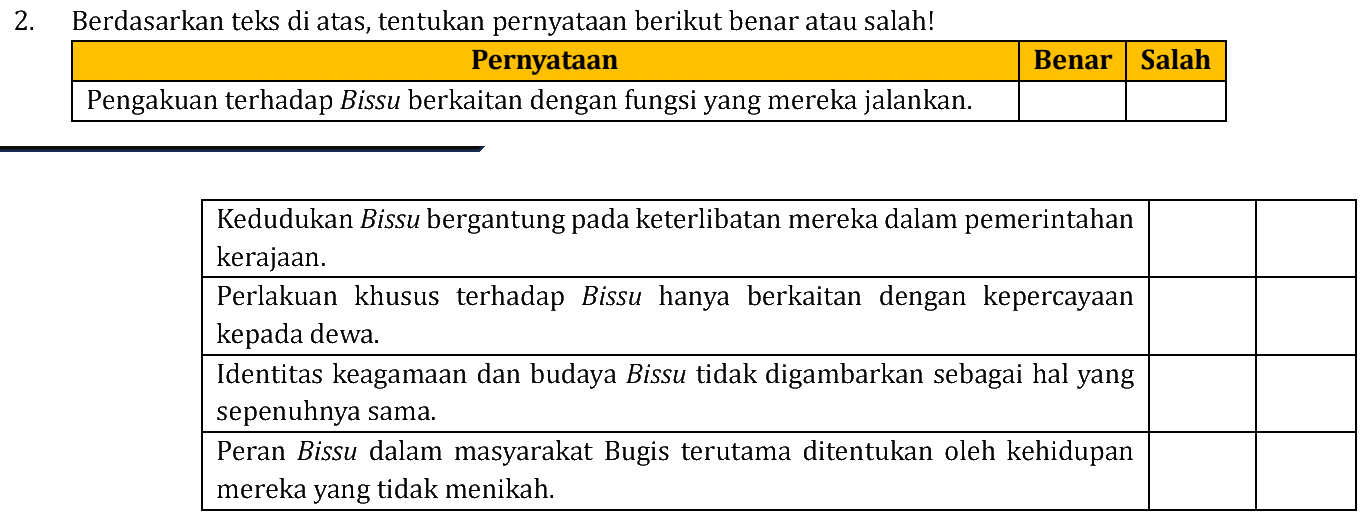 2. Berdasarkan teks di atas, tentukan pernyataan berikut benar atau salah!
Pernyataan Benar Salah
Pengakuan terhadap Bissu berkaitan dengan fungsi yang mereka jalankan.
Kedudukan Bissu bergantung pada keterlibatan mereka dalam pemerintahan
kerajaan.
Perlakuan khusus terhadap Bissu hanya berkaitan dengan kepercayaan
kepada dewa.
Identitas keagamaan dan budaya Bissu tidak digambarkan sebagai hal yang
sepenuhnya sama.
Peran Bissu dalam masyarakat Bugis terutama ditentukan oleh kehidupan
mereka yang tidak menikah.